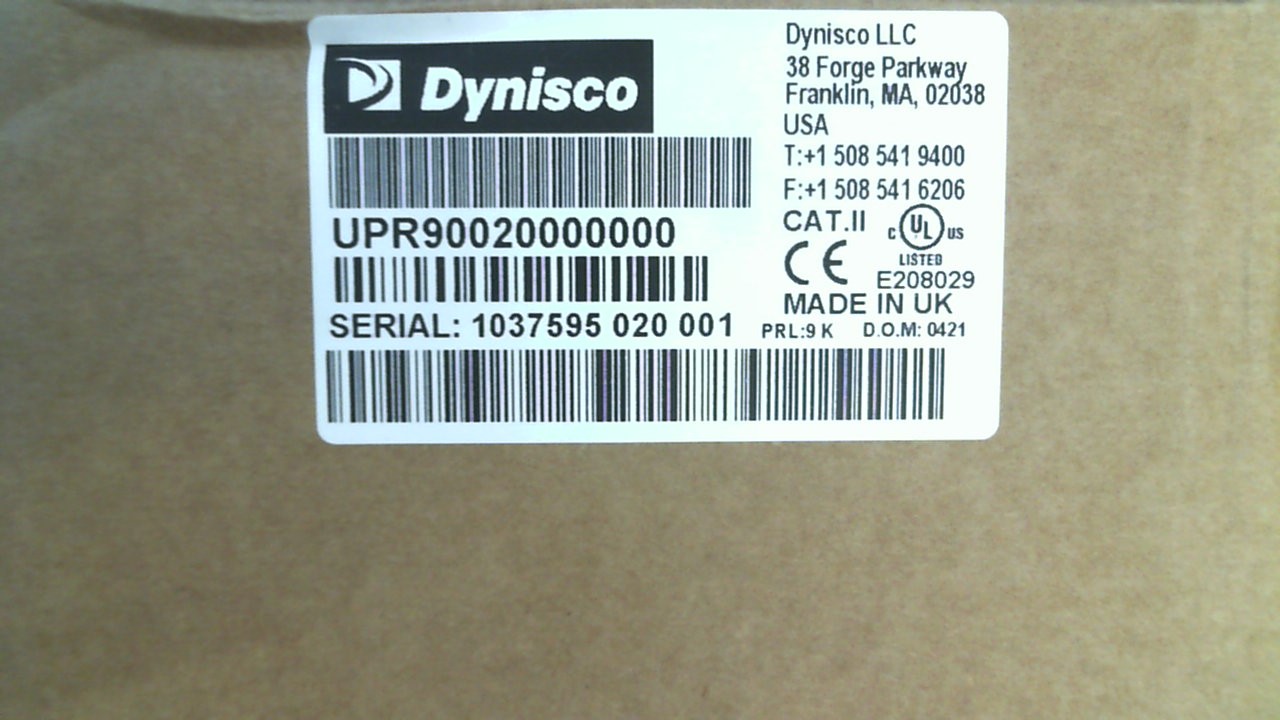 Dynisco
UPR90020000000
SERIAL: 1037595 020 001
Dynisco LLC
38 Forge Parkway
Franklin, MA, 02038
USA
T:+1 508 541 9400
F:+1 508 541 6206
CAT.II
c UL us
LISTED
CE
E208029
MADE IN UK
PRL:9 K D.O.M: 0421